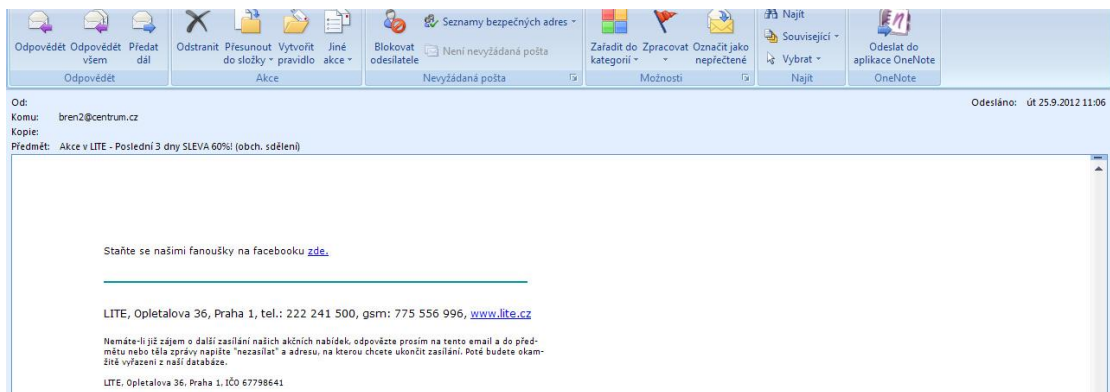 Odpovědět Odpovědět Předat
všem dál
Odpovědět
Odstranit Přesunout Vytvořit Jiné
do složky pravidlo akce
Akce
Blokovat
odesílatele
Seznamy bezpečných adres
Není nevyžádaná pošta
Nevyžádaná pošta
Zařadit do Zpracovat Označit jako
kategorií nepřečtené
Možnosti
Najít
Související
Vybrat
Najít
Odeslat do
aplikace OneNote
OneNote
Od:
Odesláno: út 25.9.2012 11:06
Komu: bren2@centrum.cz
Kopie:
Předmět: Akce v LITE - Poslední 3 dny SLEVA 60%! (obch. sdělení)
Staňte se našimi fanoušky na facebooku zde.
LITE, Opletalova 36, Praha 1, tel.: 222 241 500, gsm: 775 556 996, www.lite.cz
Nemáte-li již zájem o další zasílání našich akčních nabídek, odpovězte prosím na tento email a do před-
mětu nebo těla zprávy napište "nezasílat" a adresu, na kterou chcete ukončit zasílání. Poté budete okam-
žitě vyřazeni z naší databáze.
LITE, Opletalova 36, Praha 1, IČO 67798641